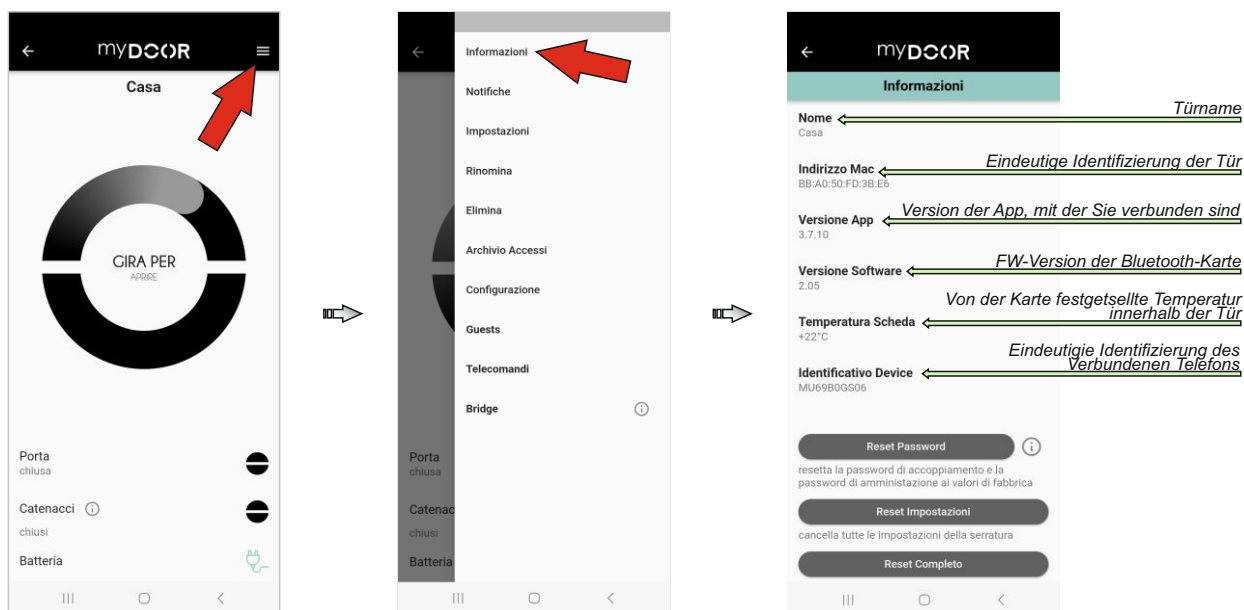 myDOOR
Casa
GIRA PER
APRIRE
Porta
chiusa
Catenacci
chiusi
Batteria
Informazioni
Notifiche
Impostazioni
Rinomina
Elimina
Archivio Accessi
Configurazione
Guests
Telecomandi
Bridge
Porta
chiusa
Catenac
chiusi
Batteria
myDOOR
Informazioni
Nome
Casa
Türname
Indirizzo Mac
BB:A0:50:FD:3B:E6
Eindeutige Identifizierung der Tür
Versione App
3.7.10
Version der App, mit der Sie verbunden sind
Versione Software
2.05
FW-Version der Bluetooth-Karte
Temperatura Scheda
+22°C
Von der Karte festgetsellte Temperatur
innerhalb der Tür
Identificativo Device
MU69B0GS06
Eindeutigie Identifizierung des
Verbundenen Telefons
Reset Password
resetta la password di accoppiamento e la
password di amministazione ai valori di fabbrica
Reset Impostazioni
cancella tutte le impostazioni della serratura
Reset Completo